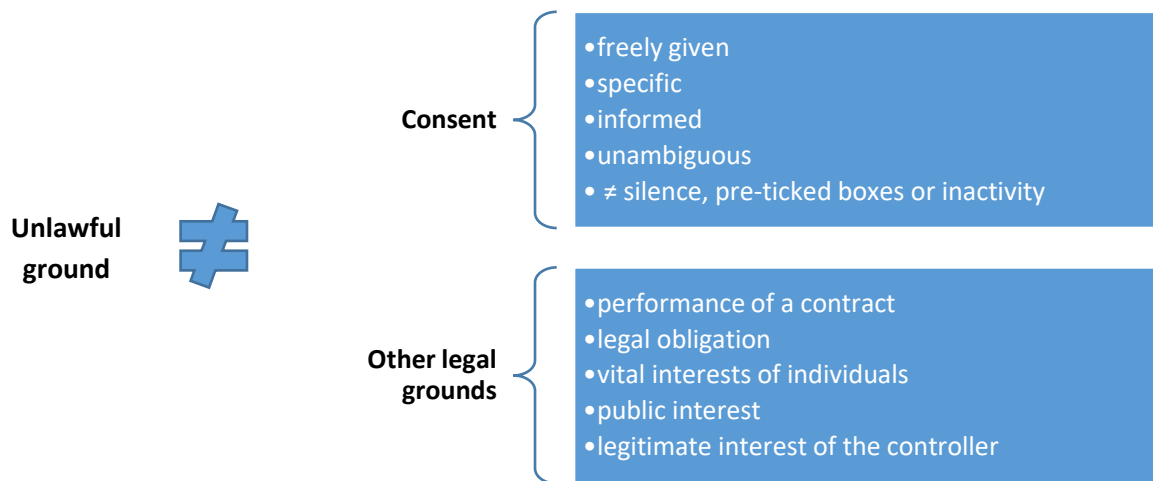 Unlawful
ground
≠
Consent
•freely given
•specific
•informed
•unambiguous
• ≠ silence, pre-ticked boxes or inactivity
Other legal
grounds
•performance of a contract
•legal obligation
•vital interests of individuals
•public interest
•legitimate interest of the controller